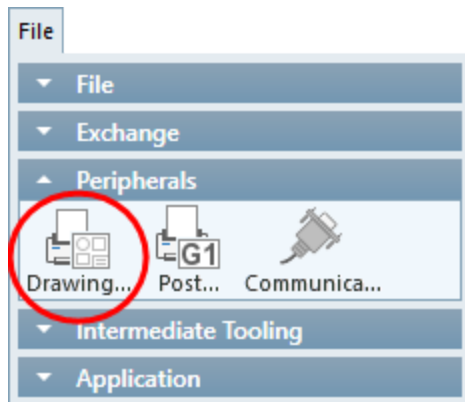 File
File
Exchange
Peripherals
G1
Drawing... Post... Communica...
Intermediate Tooling
Application